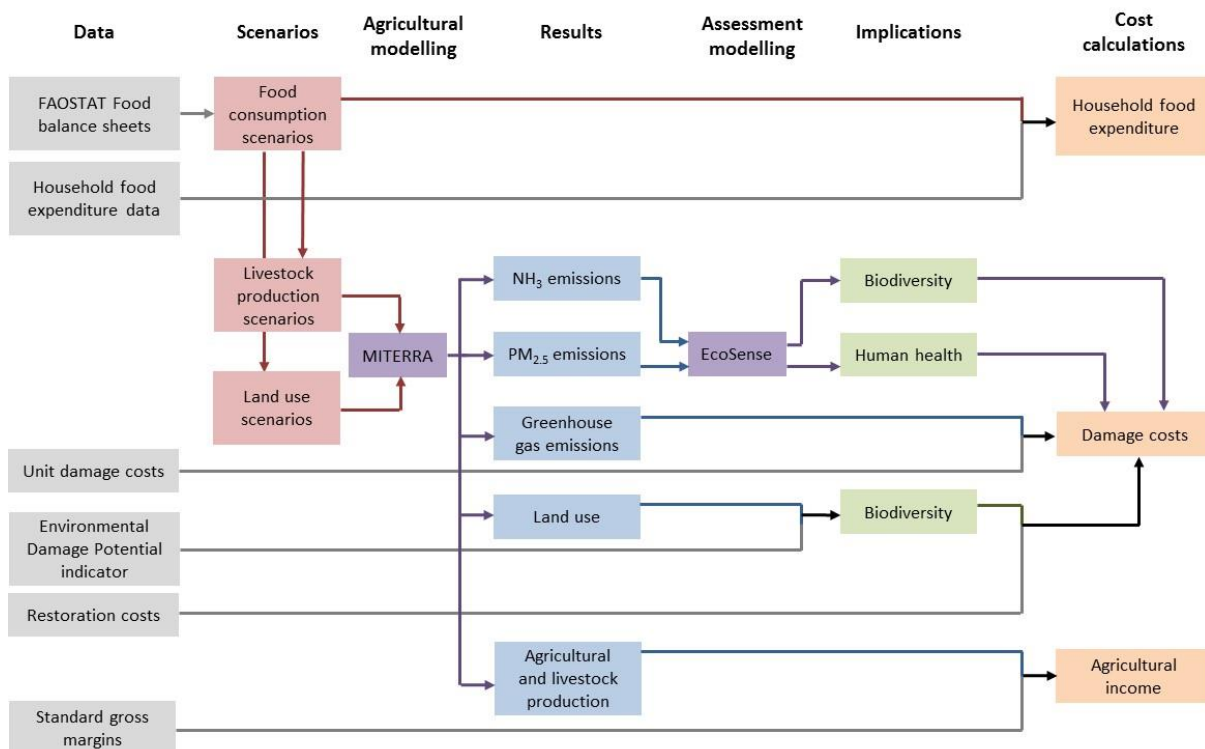 Data
Scenarios
Agricultural
modelling
Results
Assessment
modelling
Implications
Cost
calculations
FAOSTAT Food
balance sheets
Food
consumption
scenarios
Household food
expenditure
Household food
expenditure data
Livestock
production
scenarios
NH₃ emissions
Biodiversity
MITERRA
PM₂.₅ emissions
EcoSense
Human health
Land use
scenarios
Greenhouse
gas emissions
Damage costs
Unit damage costs
Environmental
Damage Potential
indicator
Land use
Biodiversity
Restoration costs
Agricultural
and livestock
production
Agricultural
income
Standard gross
margins